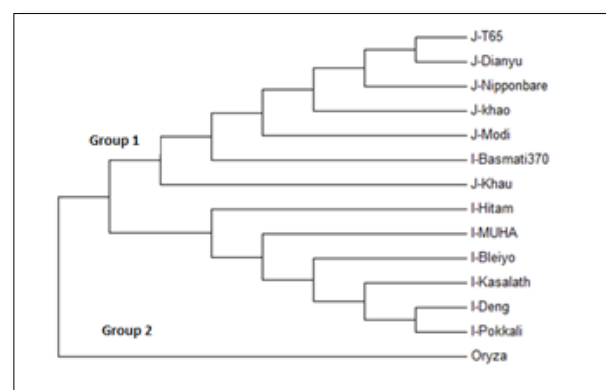 J-T65
J-Dianyu
J-Nipponbare
J-khao
J-Modi
Group 1
I-Basmati370
J-Khau
I-Hitam
I-MUHA
I-Bleiyo
I-Kasalath
I-Deng
Group 2
I-Pokkali
Oryza